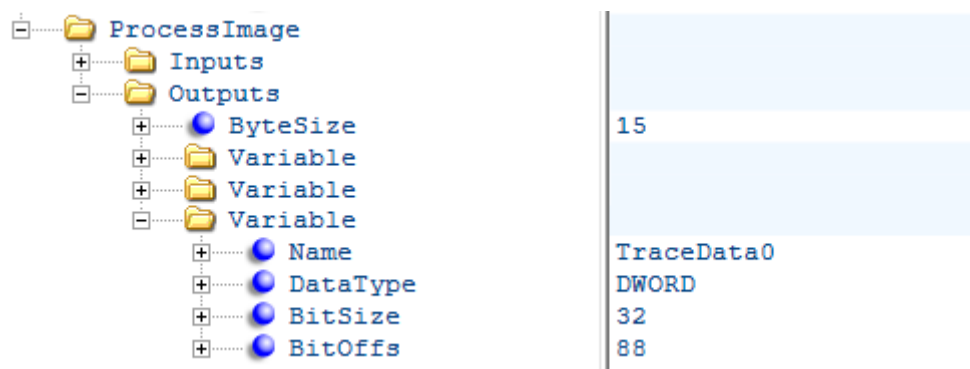 ProcessImage
Inputs
Outputs
ByteSize 15
Variable
Variable
Variable
Name TraceData0
DataType DWORD
BitSize 32
BitOffs 88